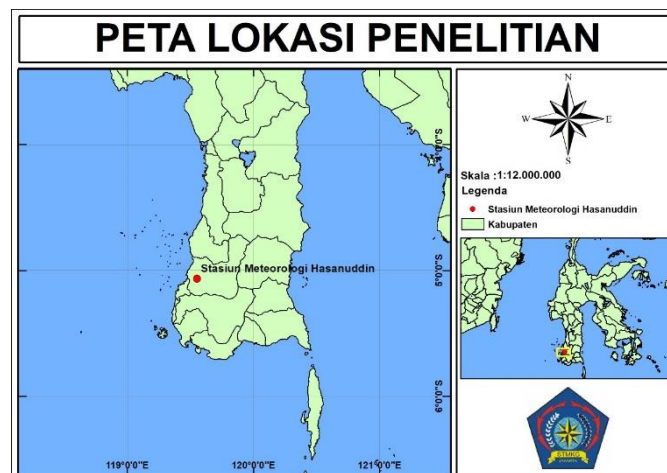 PETA LOKASI PENELITIAN
4°0'0"S
Stasiun Meteorologi Hasanuddin
5°0'0"S
6°0'0"S
119°0'0"E
120°0'0"E
121°0'0"E
N
W E
S
Skala :1:12.000.000
Legenda
Stasiun Meteorologi Hasanuddin
Kabupaten
STMKG